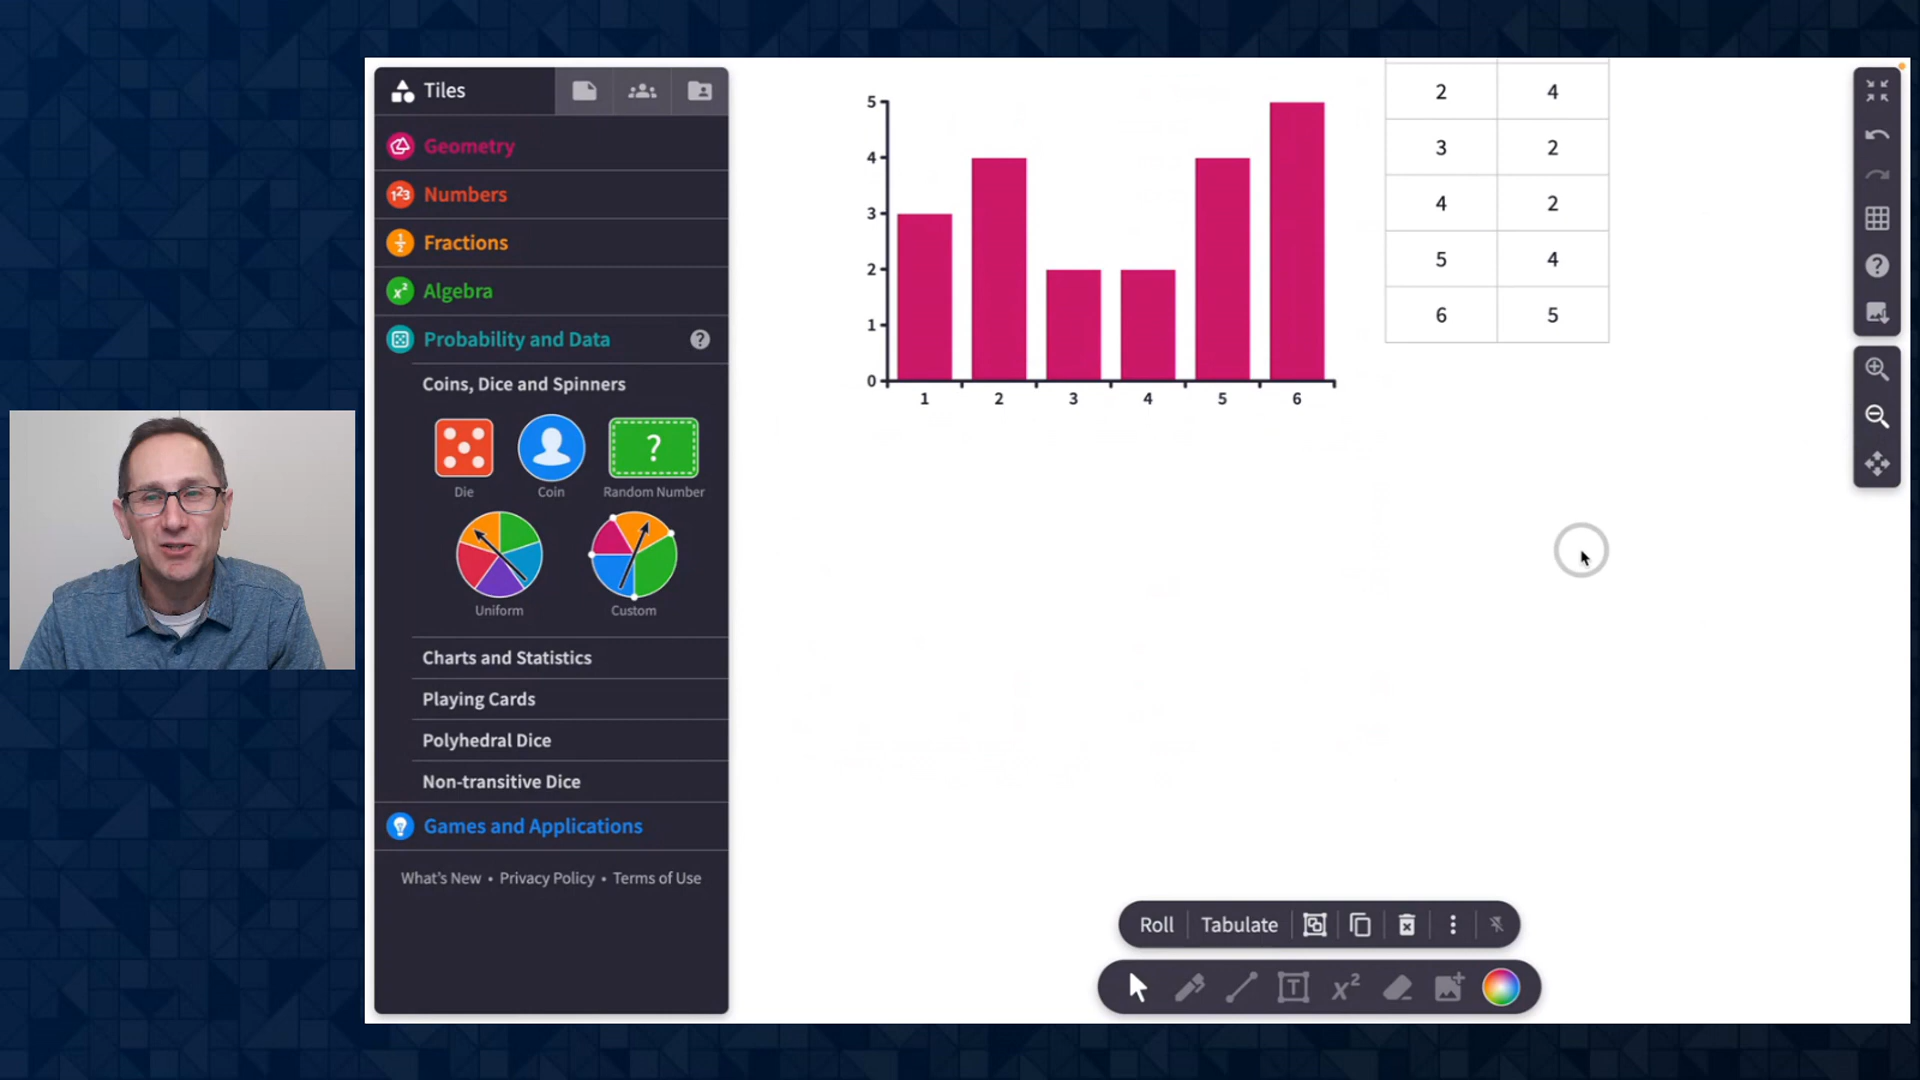 Tiles
Geometry
Numbers
Fractions
Algebra
Probability and Data
Coins, Dice and Spinners
?
Die Coin Random Number
Uniform Custom
Charts and Statistics
Playing Cards
Polyhedral Dice
Non-transitive Dice
Games and Applications
What's New • Privacy Policy • Terms of Use
5
4
3
2
1
0
1 2 3 4 5 6
2 4
3 2
4 2
5 4
6 5
Roll Tabulate
T x²